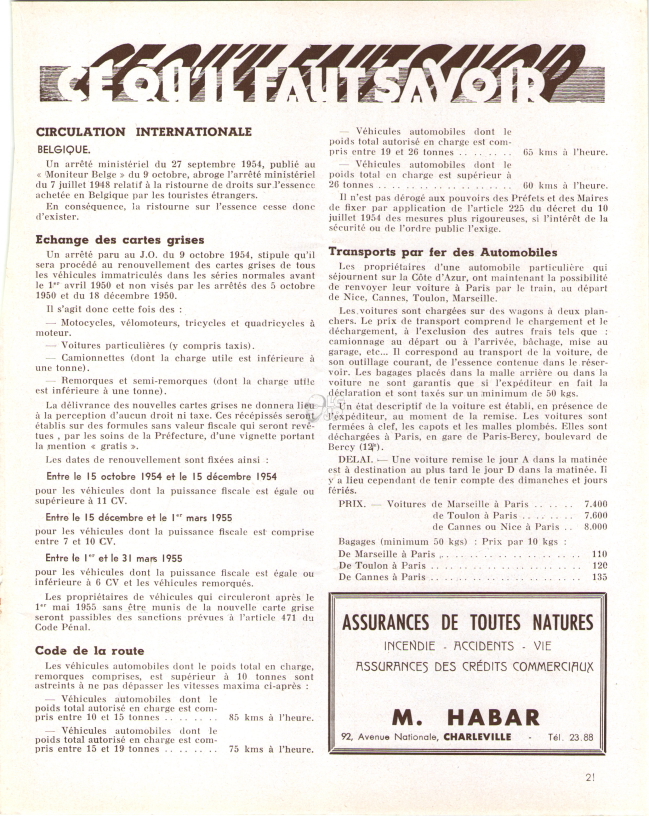 CE QU'IL FAUT SAVOIR
CIRCULATION INTERNATIONALE
BELGIQUE.
Un arrêté ministériel du 27 septembre 1954, publié au
« Moniteur Belge » du 9 octobre, abroge l'arrêté ministériel
du 7 juillet 1948 relatif à la ristourne de droits sur l'essence
achetée en Belgique par les touristes étrangers.
En conséquence, la ristourne sur l'essence cesse donc
d'exister.
Echange des cartes grises
Un arrêté paru au J.O. du 9 octobre 1954, stipule qu'il
sera procédé au renouvellement des cartes grises de tous
les véhicules immatriculés dans les séries normales avant
le 1er avril 1950 et non visés par les arrêtés des 5 octobre
1950 et du 18 décembre 1950.
Il s'agit donc cette fois des :
— Motocycles, vélomoteurs, tricycles et quadricycles à
moteur.
— Voitures particulières (y compris taxis).
— Camionnettes (dont la charge utile est inférieure à
une tonne).
— Remorques et semi-remorques (dont la charge utile
est inférieure à une tonne).
La délivrance des nouvelles cartes grises ne donnera lieu
à la perception d'aucun droit ni taxe. Ces récépissés seront
établis sur des formules sans valeur fiscale qui seront revê-
tues , par les soins de la Préfecture, d'une vignette portant
la mention « gratis ».
Les dates de renouvellement sont fixées ainsi :
Entre le 15 octobre 1954 et le 15 décembre 1954
pour les véhicules dont la puissance fiscale est égale ou
supérieure à 11 CV.
Entre le 15 décembre et le 1er mars 1955
pour les véhicules dont la puissance fiscale est comprise
entre 7 et 10 CV.
Entre le 1er et le 31 mars 1955
pour les véhicules dont la puissance fiscale est égale ou
inférieure à 6 CV et les véhicules remorqués.
Les propriétaires de véhicules qui circuleront après le
1er mai 1955 sans être munis de la nouvelle carte grise
seront passibles des sanctions prévues à l'article 471 du
Code Pénal.
Code de la route
Les véhicules automobiles dont le poids total en charge,
remorques comprises, est supérieur à 10 tonnes sont
astreints à ne pas dépasser les vitesses maxima ci-après :
— Véhicules automobiles dont le
poids total autorisé en charge est com-
pris entre 10 et 15 tonnes . . . . . . . . 85 kms à l'heure.
— Véhicules automobiles dont le
poids total autorisé en charge est com-
pris entre 15 et 19 tonnes . . . . . . . . 75 kms à l'heure.
— Véhicules automobiles dont le
poids total autorisé en charge est com-
pris entre 19 et 26 tonnes . . . . . . . . 65 kms à l'heure.
— Véhicules automobiles dont le
poids total en charge est supérieur à
26 tonnes . . . . . . . . . . . . . . . . . . . . 60 kms à l'heure.
Il n'est pas dérogé aux pouvoirs des Préfets et des Maires
de fixer par application de l'article 225 du décret du 10
juillet 1954 des mesures plus rigoureuses, si l'intérêt de la
sécurité ou de l'ordre public l'exige.
Transports par fer des Automobiles
Les propriétaires d'une automobile particulière qui
séjournent sur la Côte d'Azur, ont maintenant la possibilité
de renvoyer leur voiture à Paris par le train, au départ
de Nice, Cannes, Toulon, Marseille.
Les voitures sont chargées sur des wagons à deux plan-
chers. Le prix de transport comprend le chargement et le
déchargement, à l'exclusion des autres frais tels que :
camionnage au départ ou à l'arrivée, bâchage, mise au
garage, etc... Il correspond au transport de la voiture, de
son outillage courant, de l'essence contenue dans le réser-
voir. Les bagages placés dans la malle arrière ou dans la
voiture ne sont garantis que si l'expéditeur en fait la
déclaration et sont taxés sur un minimum de 50 kgs.
Un état descriptif de la voiture est établi, en présence de
l'expéditeur, au moment de la remise. Les voitures sont
fermées à clef, les capots et les malles plombés. Elles sont
déchargées à Paris, en gare de Paris-Bercy, boulevard de
Bercy (12e).
DELAI. — Une voiture remise le jour A dans la matinée
est à destination au plus tard le jour D dans la matinée. Il
y a lieu cependant de tenir compte des dimanches et jours
fériés.
PRIX. — Voitures de Marseille à Paris . . . . . 7.400
de Toulon à Paris . . . . . . . . 7.600
de Cannes ou Nice à Paris . . 8.000
Bagages (minimum 50 kgs) : Prix par 10 kgs :
De Marseille à Paris . . . . . . . . . . . . . . . . . . . . 110
De Toulon à Paris . . . . . . . . . . . . . . . . . . . . . . 120
De Cannes à Paris . . . . . . . . . . . . . . . . . . . . . . 135
ASSURANCES DE TOUTES NATURES
INCENDIE - ACCIDENTS - VIE
ASSURANCES DES CRÉDITS COMMERCIAUX
M. HABAR
92, Avenue Nationale, CHARLEVILLE - Tél. 23.88
21